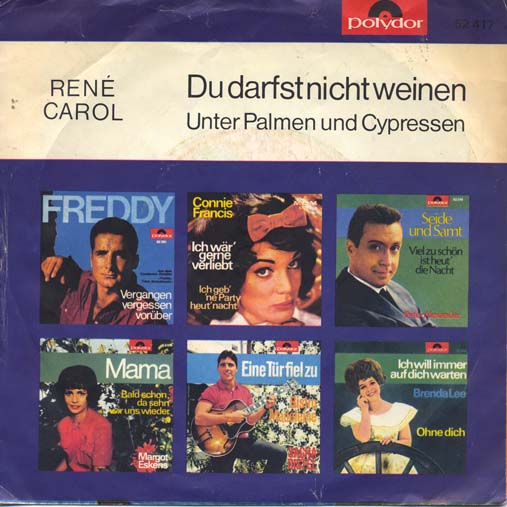 polydor
52 417
RENÉ
CAROL
Du darfst nicht weinen
Unter Palmen und Cypressen
FREDDY
Vergangen
vergessen
vorüber
Connie
Francis
Ich wär'
gerne
verliebt
Ich geb'
'ne Party
heut' nacht
Seide
und Samt
Viel zu schön
ist heut'
die Nacht
Peter Alexander
Mama
Bald schon,
da sehn
wir uns wieder
Margot
Eskens
Eine Tür fiel zu
Ich will immer
auf dich warten
Brenda Lee
Ohne dich